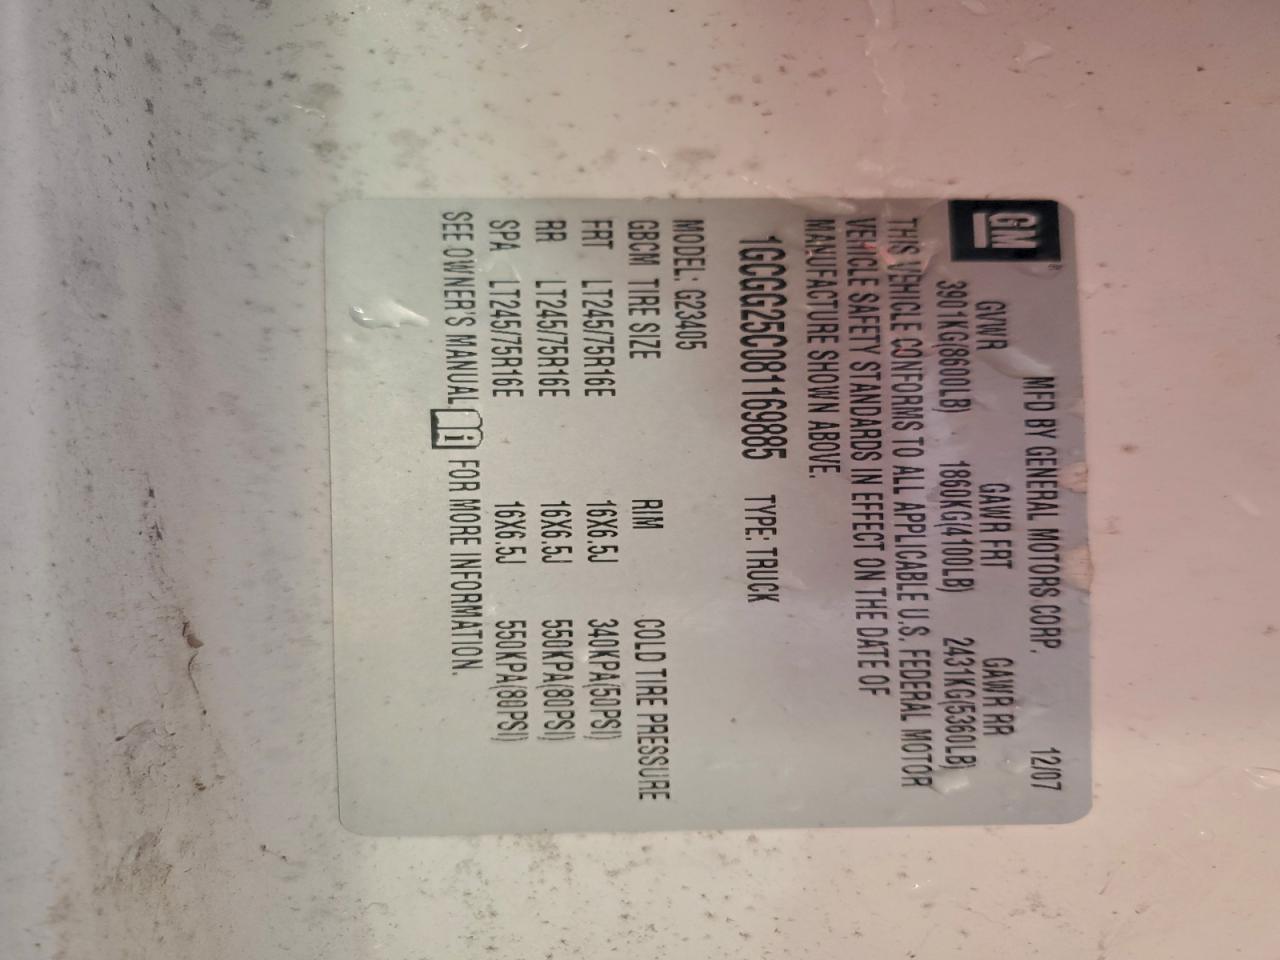 GM®
MFD BY GENERAL MOTORS CORP. 12/07
GVWR GAWR FRT GAWR RR
3901KG(8600LB) 1860KG(4100LB) 2431KG(5360LB)
THIS VEHICLE CONFORMS TO ALL APPLICABLE U.S. FEDERAL MOTOR
VEHICLE SAFETY STANDARDS IN EFFECT ON THE DATE OF
MANUFACTURE SHOWN ABOVE.
1GCGG25C081169885 TYPE: TRUCK
MODEL: G23405
GBCM TIRE SIZE RIM COLD TIRE PRESSURE
FRT LT245/75R16E 16X6.5J 340KPA(50PSI)
RR LT245/75R16E 16X6.5J 550KPA(80PSI)
SPA LT245/75R16E 16X6.5J 550KPA(80PSI)
SEE OWNER'S MANUAL i FOR MORE INFORMATION.